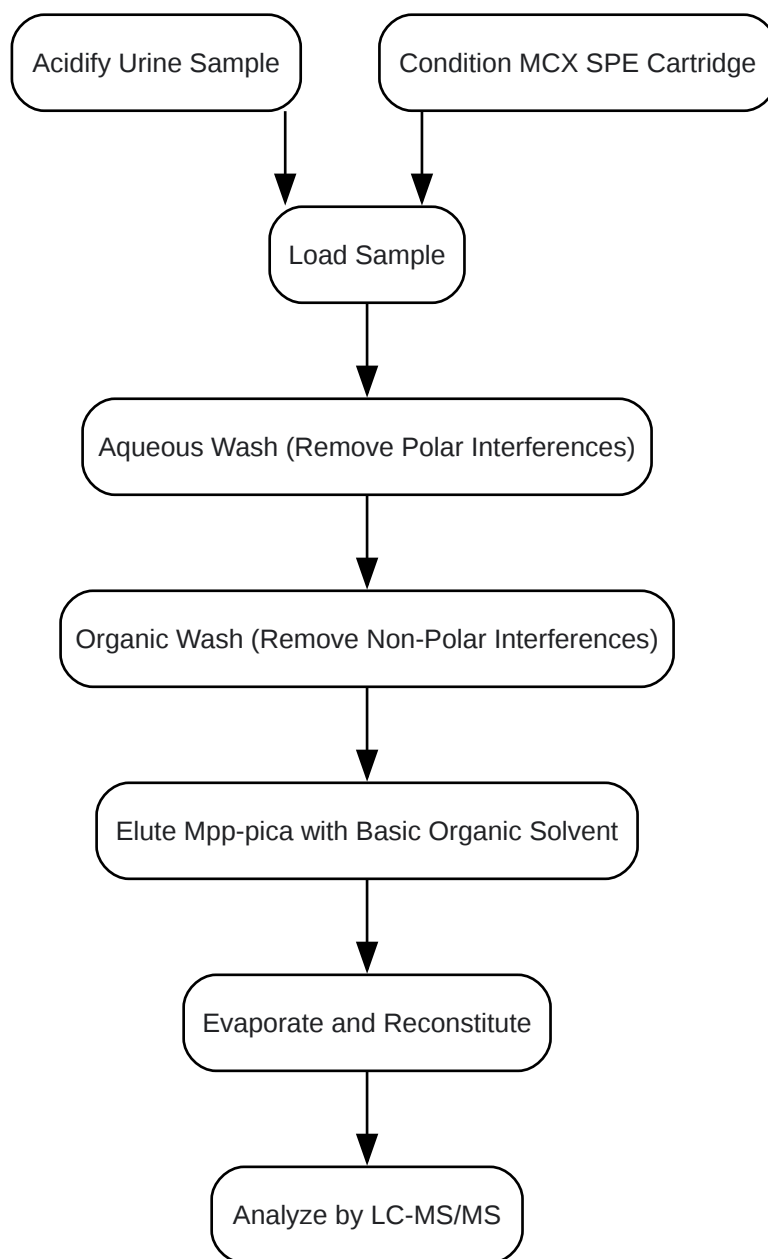 Acidify Urine Sample
Condition MCX SPE Cartridge
Load Sample
Aqueous Wash (Remove Polar Interferences)
Organic Wash (Remove Non-Polar Interferences)
Elute Mpp-pica with Basic Organic Solvent
Evaporate and Reconstitute
Analyze by LC-MS/MS